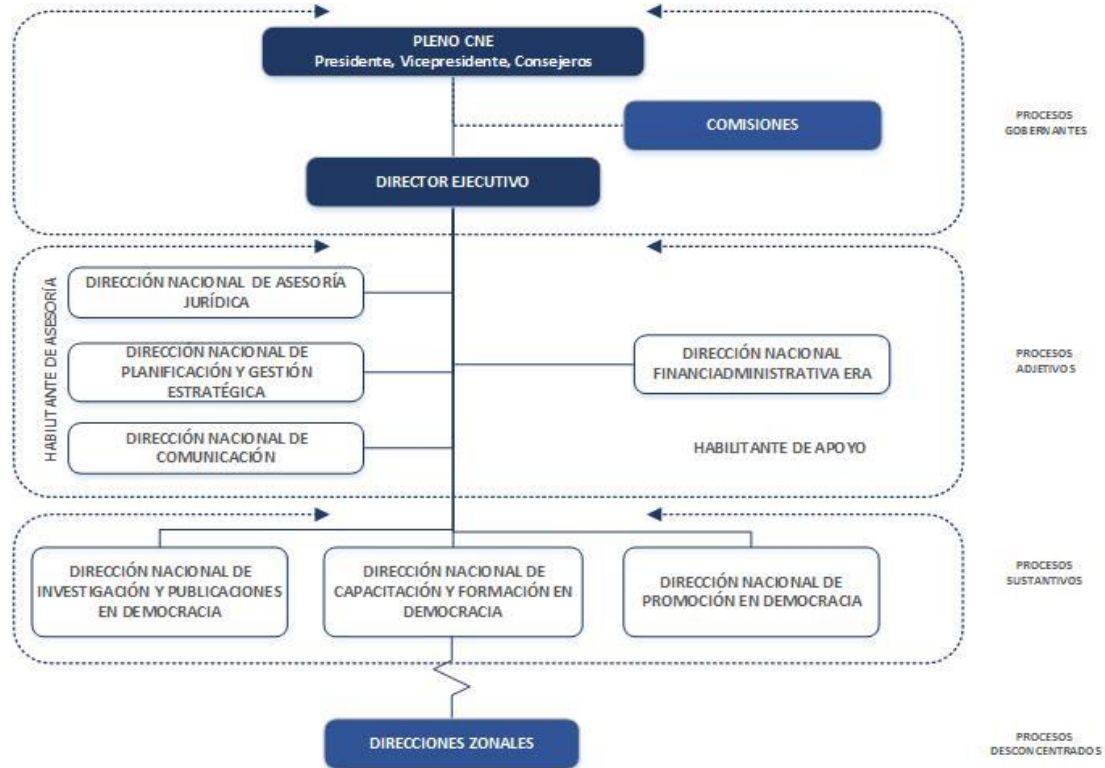 PLENO CNE
Presidente, Vicepresidente, Consejeros
COMISIONES
PROCESOS
GOBERNANTES
DIRECTOR EJECUTIVO
HABILITANTE DE ASESORÍA
DIRECCIÓN NACIONAL DE ASESORÍA
JURÍDICA
DIRECCIÓN NACIONAL DE
PLANIFICACIÓN Y GESTIÓN
ESTRATÉGICA
DIRECCIÓN NACIONAL DE
COMUNICACIÓN
DIRECCIÓN NACIONAL
FINANCIADMINISTRATIVA ERA
HABILITANTE DE APOYO
PROCESOS
ADJETIVOS
DIRECCIÓN NACIONAL DE
INVESTIGACIÓN Y PUBLICACIONES
EN DEMOCRACIA
DIRECCIÓN NACIONAL DE
CAPACITACIÓN Y FORMACIÓN EN
DEMOCRACIA
DIRECCIÓN NACIONAL DE
PROMOCIÓN EN DEMOCRACIA
PROCESOS
SUSTANTIVOS
DIRECCIONES ZONALES
PROCESOS
DESCONCENTRADOS